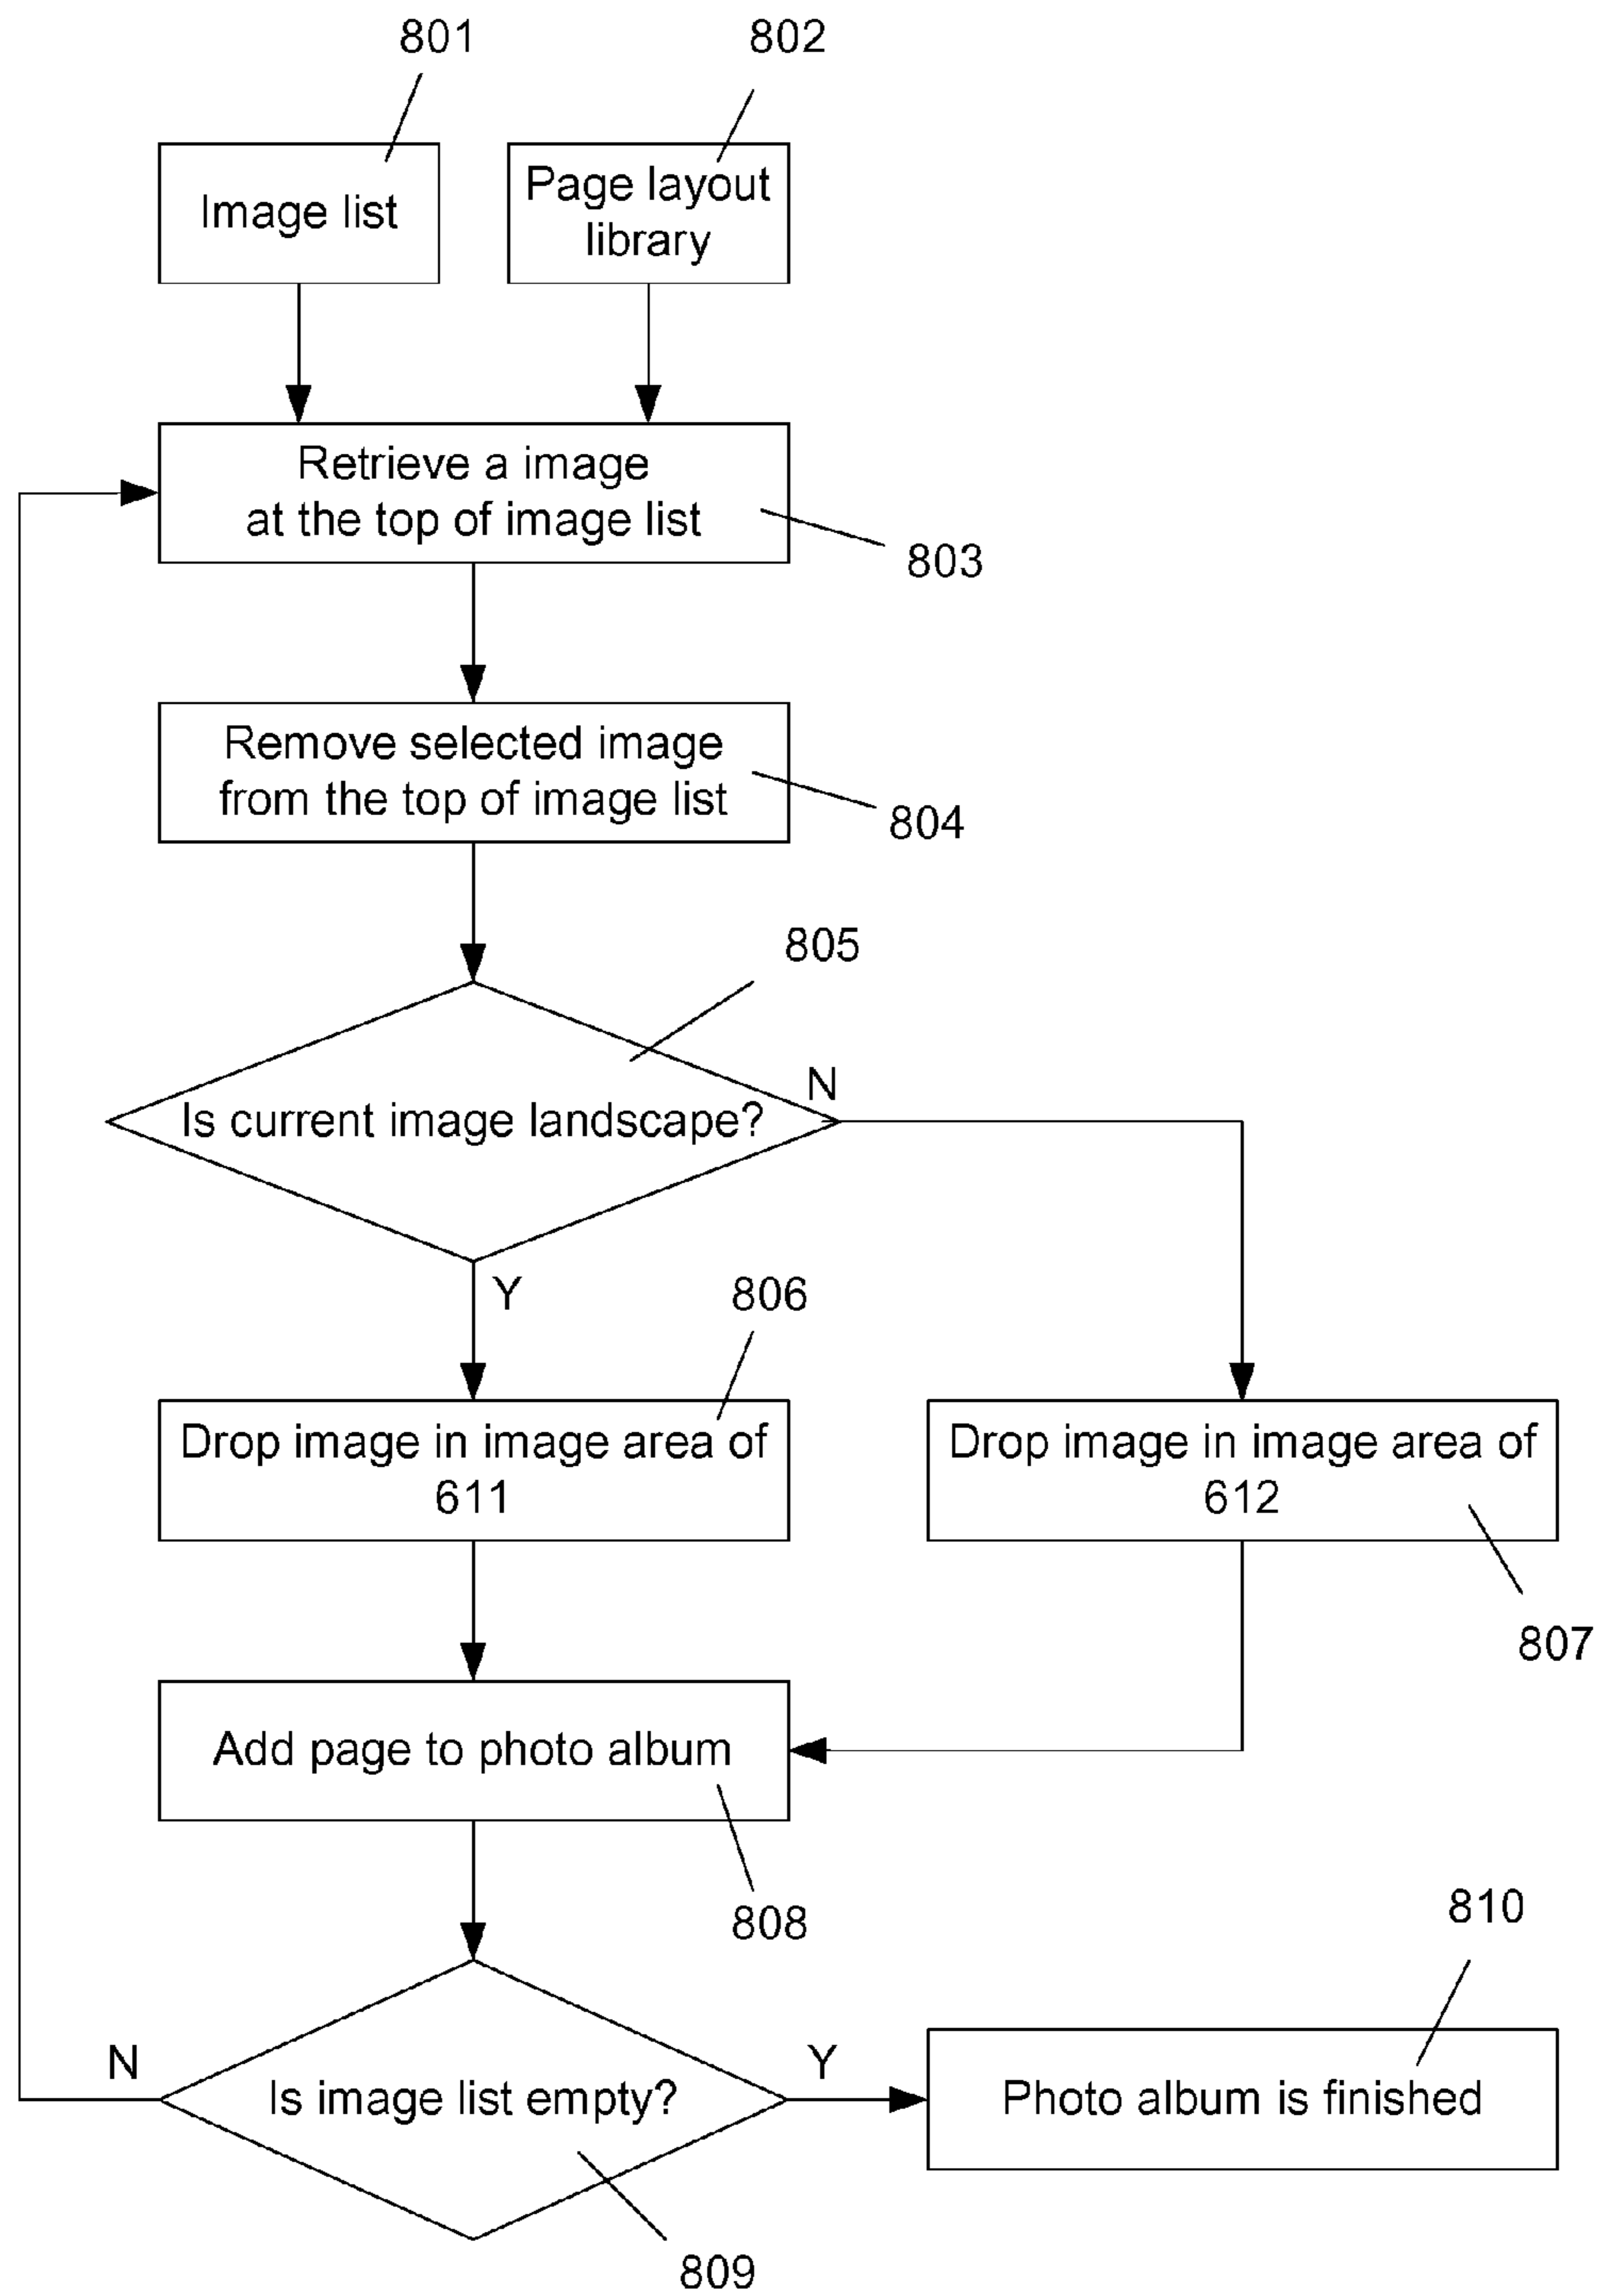 801
802
Image list
Page layout
library
Retrieve a image
at the top of image list
803
Remove selected image
from the top of image list
804
805
Is current image landscape?
N
Y
806
Drop image in image area of
611
Drop image in image area of
612
807
Add page to photo album
808
810
N
Is image list empty?
Y
Photo album is finished
809